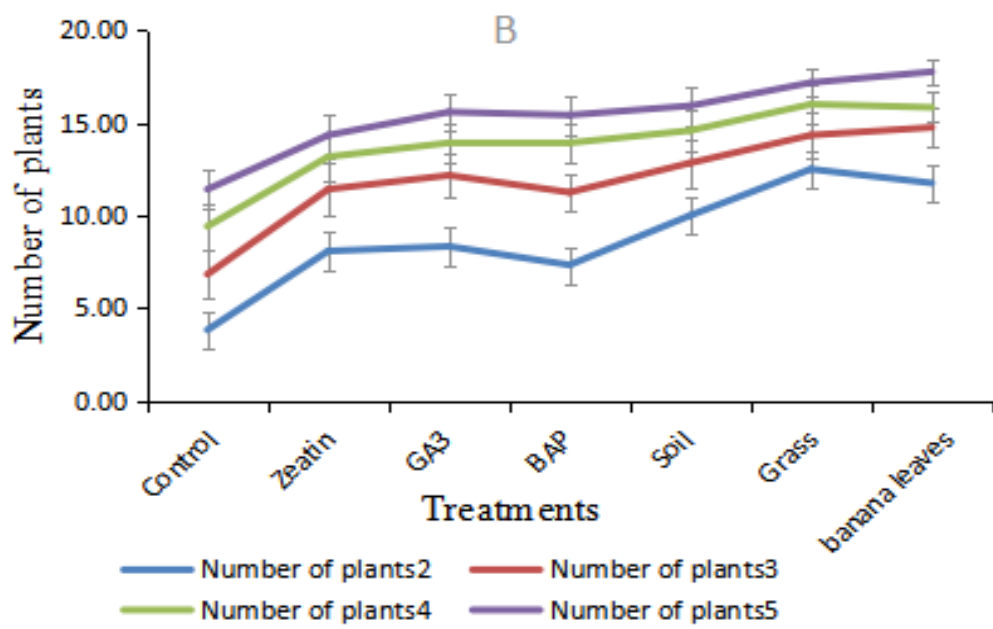 B
20.00
15.00
10.00
5.00
0.00
Number of plants
Control
Zeatin
GA3
BAP
Soil
Grass
banana leaves
Treatments
Number of plants2
Number of plants3
Number of plants4
Number of plants5